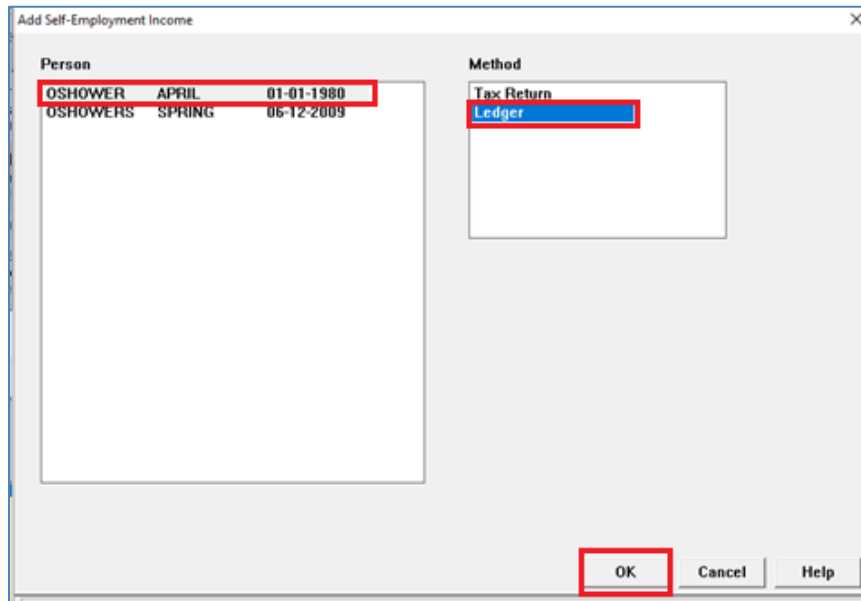 Add Self-Employment Income
Person
OSHOWER APRIL 01-01-1980
OSHOWERS SPRING 06-12-2009
Method
Tax Return
Ledger
OK Cancel Help